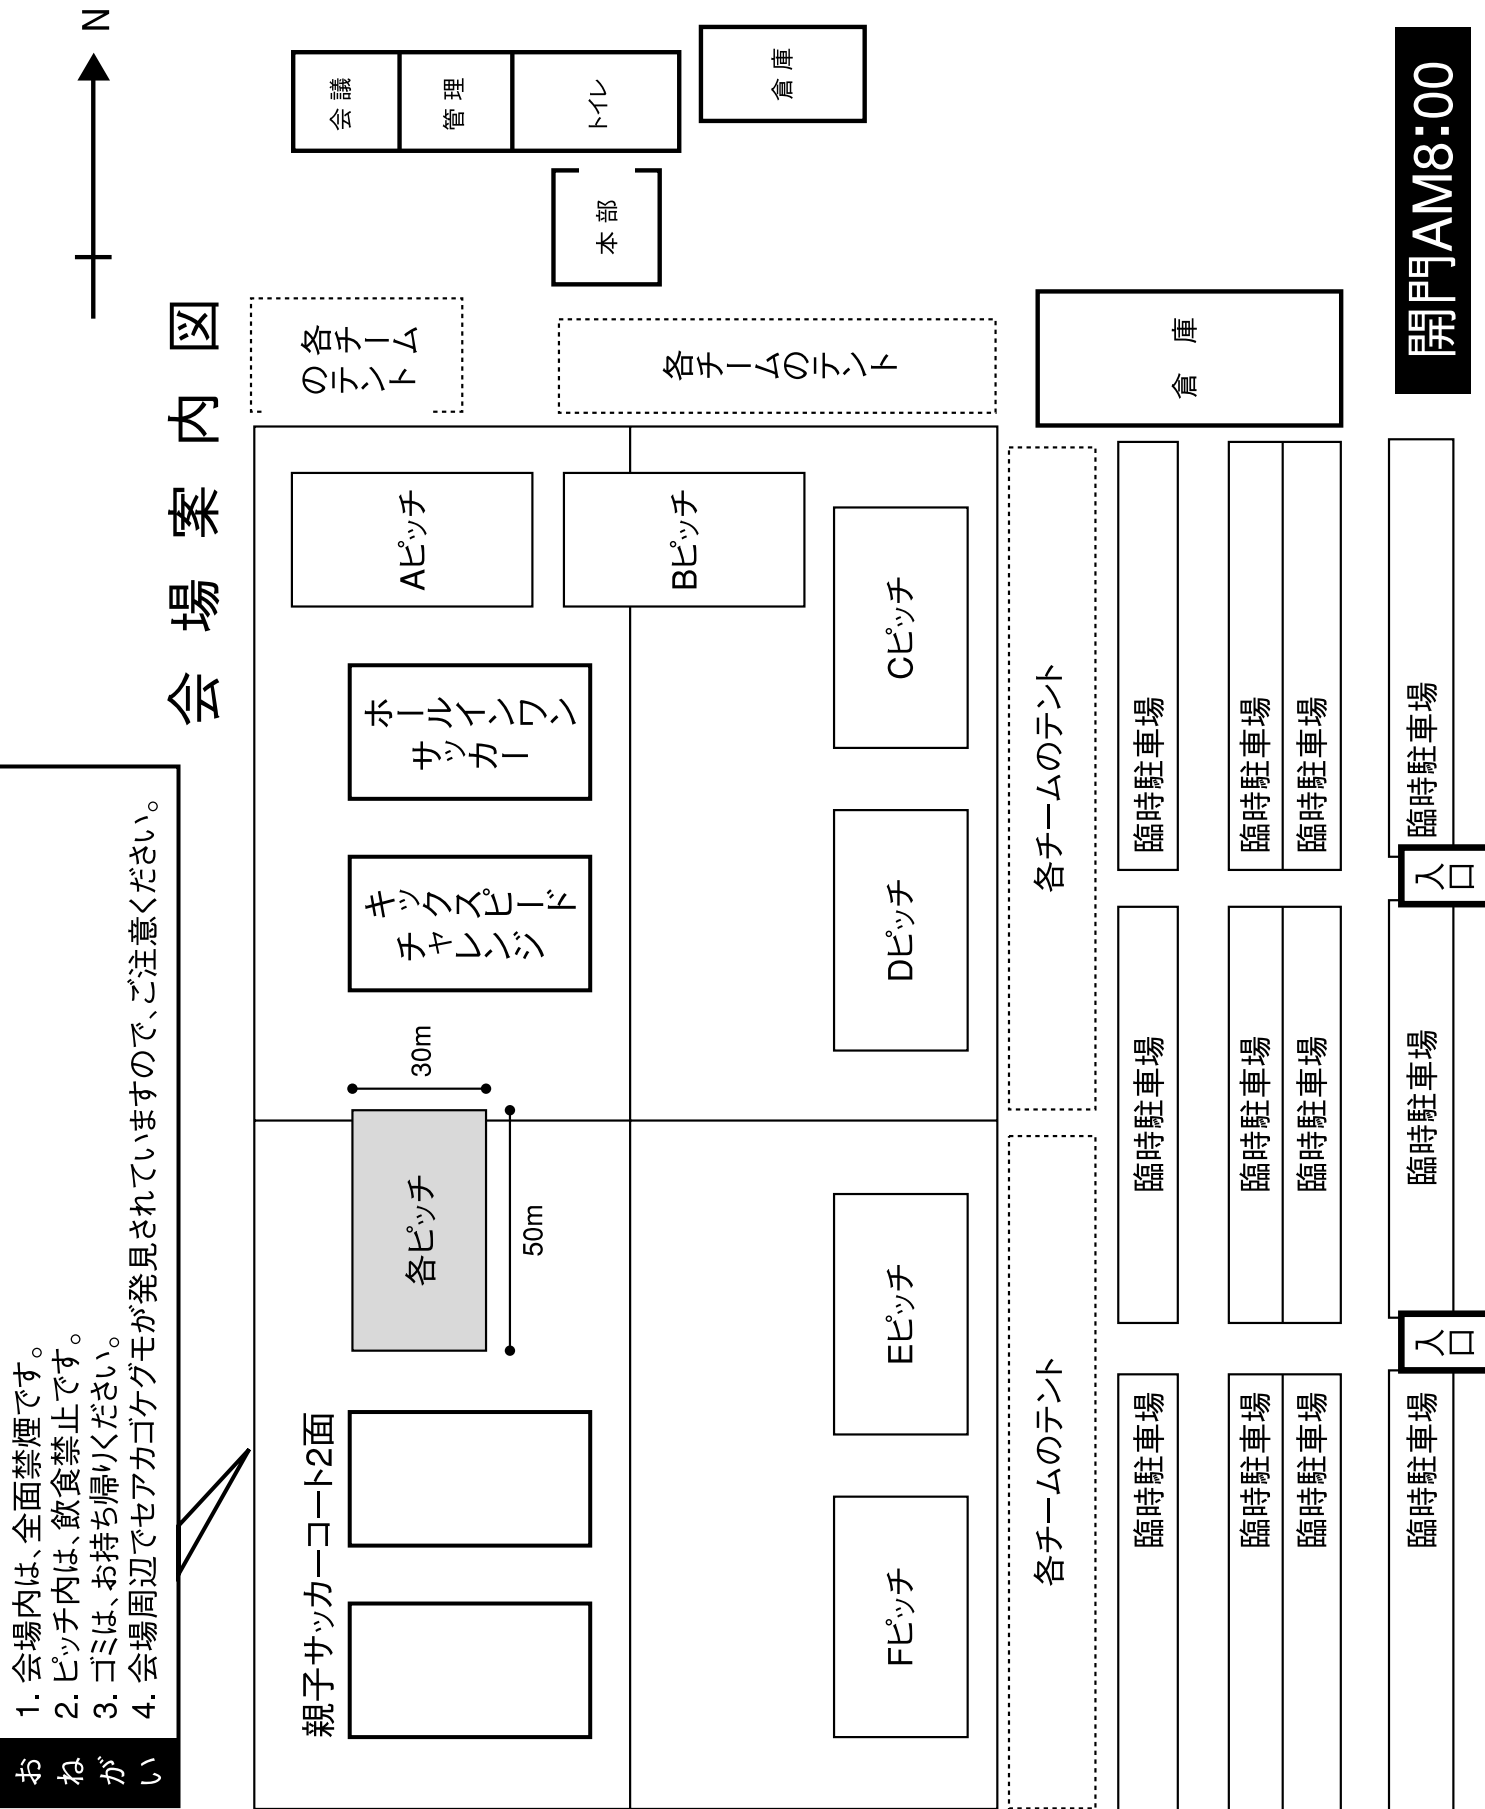 会場案内図
N
おねがい
1. 会場内は、全面禁煙です。
2. ピッチ内は、飲食禁止です。
3. ゴミは、お持ち帰りください。
4. 会場周辺でセアカゴケグモが発見されていますので、ご注意ください。
会議
管理
トイレ
倉庫
本部
各チーム
のテント
各チームのテント
倉庫
開門AM8:00
親子サッカーコート2面
各ピッチ
30m
50m
キックスピード
チャレンジ
ホールインワン
サッカー
Aピッチ
Bピッチ
Cピッチ
Dピッチ
Eピッチ
Fピッチ
各チームのテント
各チームのテント
臨時駐車場
臨時駐車場
臨時駐車場
臨時駐車場
臨時駐車場
臨時駐車場
臨時駐車場
臨時駐車場
臨時駐車場
臨時駐車場
臨時駐車場
臨時駐車場
入口
入口